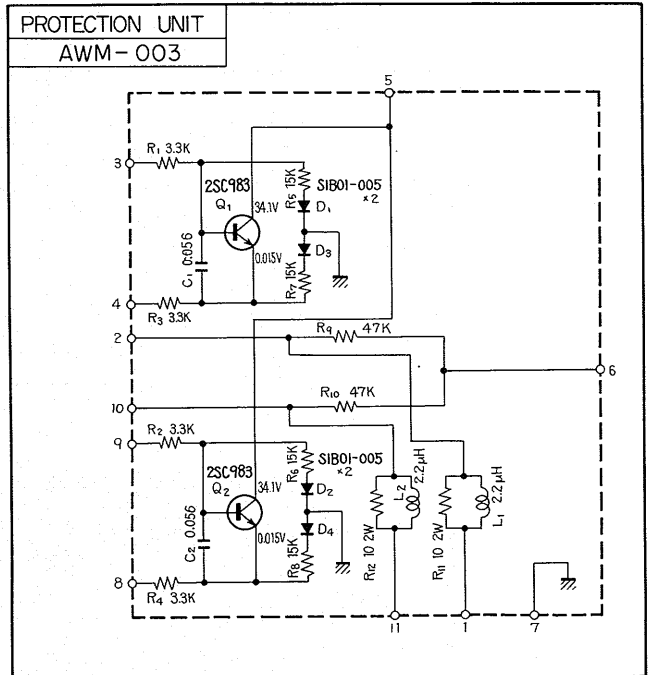 PROTECTION UNIT
AWM-003
5
3
R1 3.3K
2SC983
Q1
34.1V
0.015V
C1 0.056
R5 15K
S1B01-005
×2
D1
D3
R7 15K
4
R3 3.3K
2
R9 47K
6
R10 47K
10
9
R2 3.3K
2SC983
Q2
34.1V
0.015V
C2 0.056
R6 15K
S1B01-005
×2
D2
D4
R8 15K
8
R4 3.3K
L2 2.2μH
R12 10 2W
L1 2.2μH
R11 10 2W
11
1
7